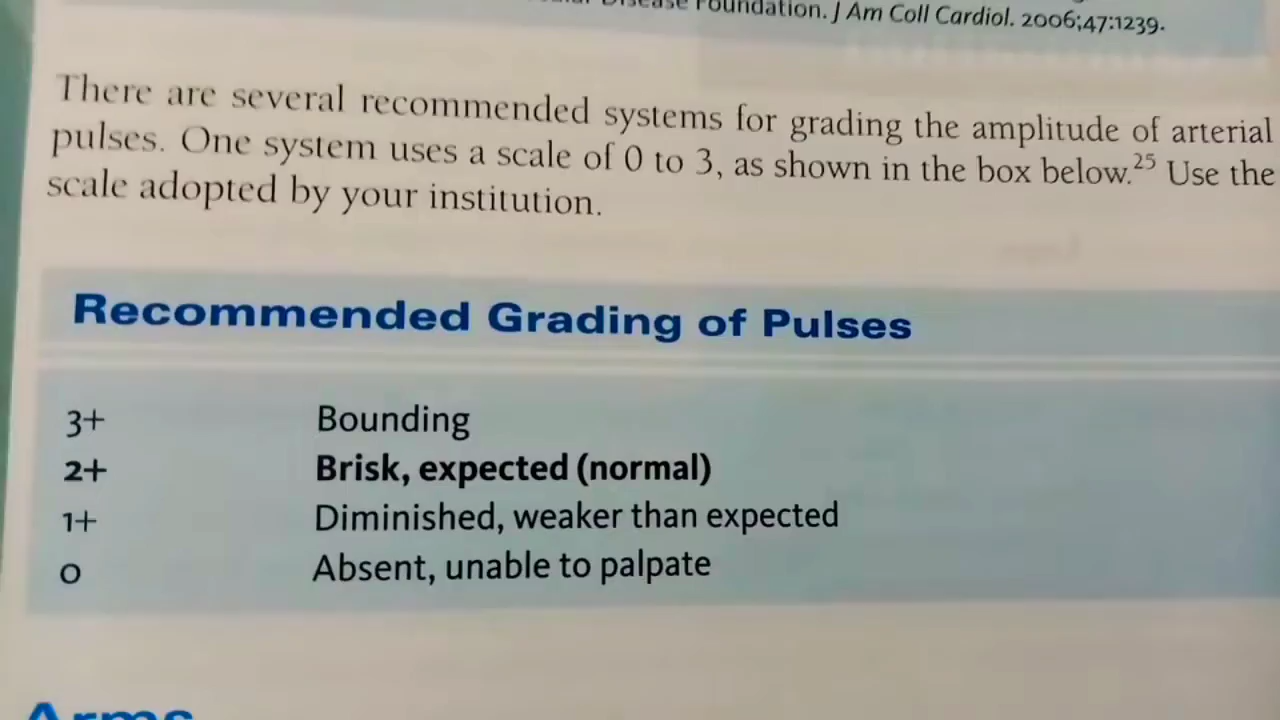 Disease Foundation. J Am Coll Cardiol. 2006;47:1239.
There are several recommended systems for grading the amplitude of arterial
pulses. One system uses a scale of 0 to 3, as shown in the box below.25 Use the
scale adopted by your institution.
Recommended Grading of Pulses
3+ Bounding
2+ Brisk, expected (normal)
1+ Diminished, weaker than expected
0 Absent, unable to palpate
Arms